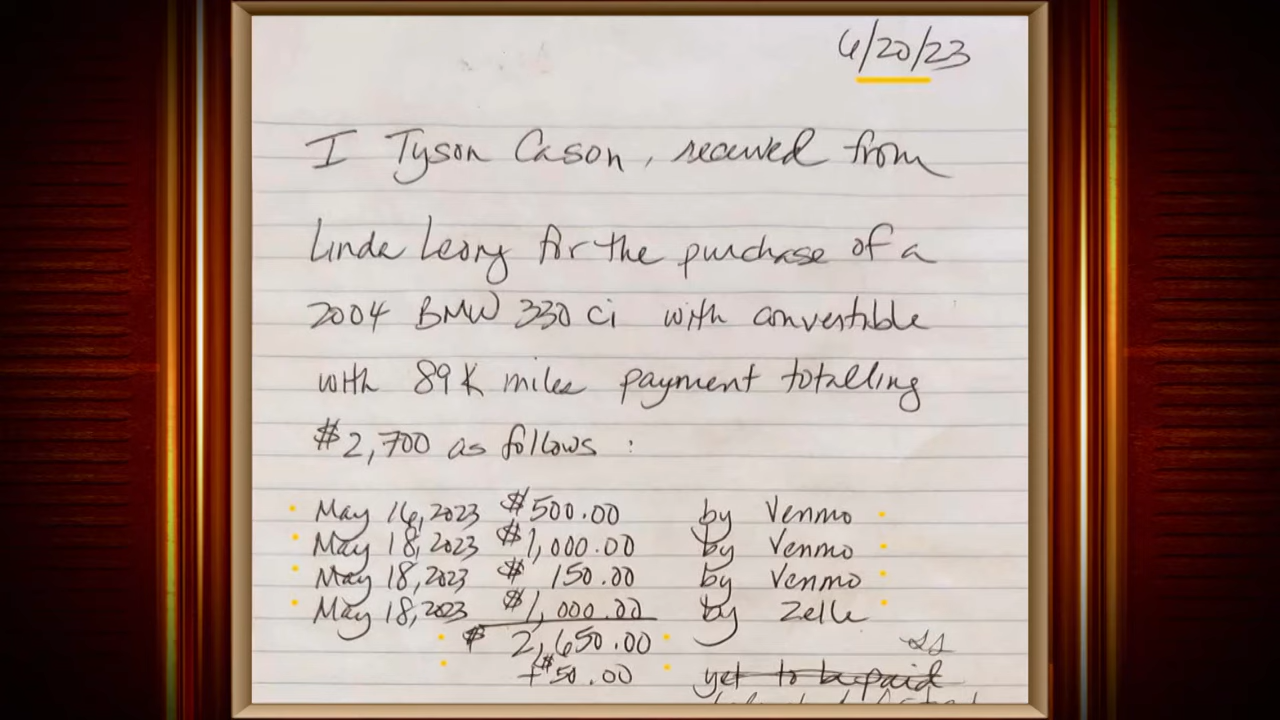 6/20/23
I Tyson Cason, received from
Linda Leory for the purchase of a
2004 BMW 330 ci with convertible
with 89K miles payment totalling
$2,700 as follows :
May 16, 2023 $500.00 by Venmo
May 18, 2023 $1,000.00 by Venmo
May 18, 2023 $ 150.00 by Venmo
May 18, 2023 $1,000.00 by Zelle
$ 2,650.00
+$50.00 yet to be paid